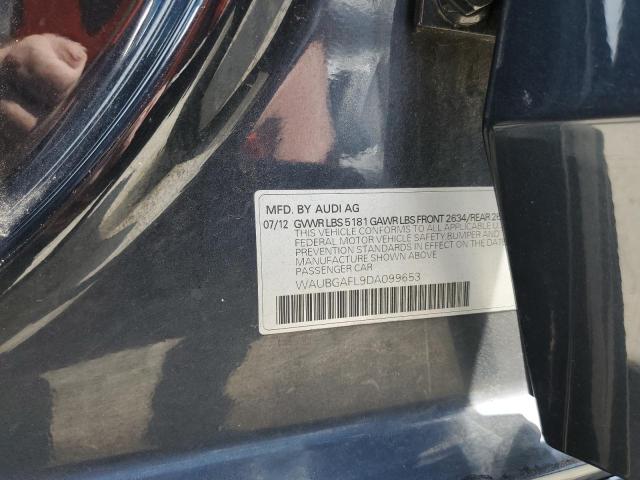 MFD. BY AUDI AG
07/12 GVWR LBS 5181 GAWR LBS FRONT 2634/REAR
THIS VEHICLE CONFORMS TO ALL APPLICABLE
FEDERAL MOTOR VEHICLE SAFETY BUMPER AND
PREVENTION STANDARDS IN EFFECT ON THE DATE
MANUFACTURE SHOWN ABOVE
PASSENGER CAR
WAUBGAFL9DA099653